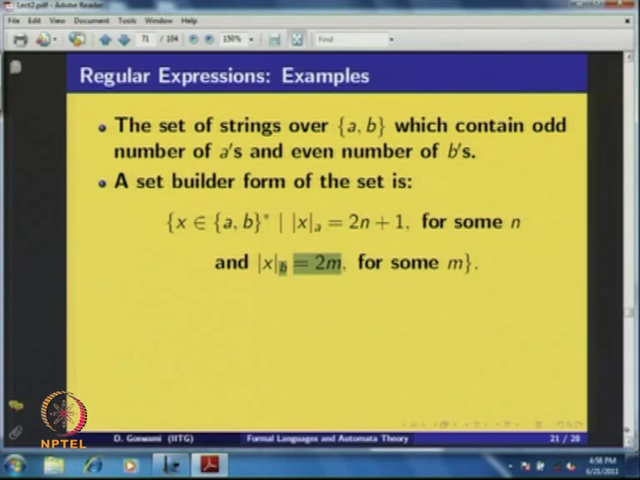 Lect2.pdf - Adobe Reader
File Edit View Document Tools Window Help
71 / 104 150% Find
Regular Expressions: Examples
• The set of strings over {a, b} which contain odd
number of a's and even number of b's.
• A set builder form of the set is:
{x ∈ {a, b}* | |x|a = 2n + 1, for some n
and |x|b = 2m, for some m}.
NPTEL
D. Goswami (IITG) Formal Languages and Automata Theory 21 / 28
4:58 PM
6/21/2011